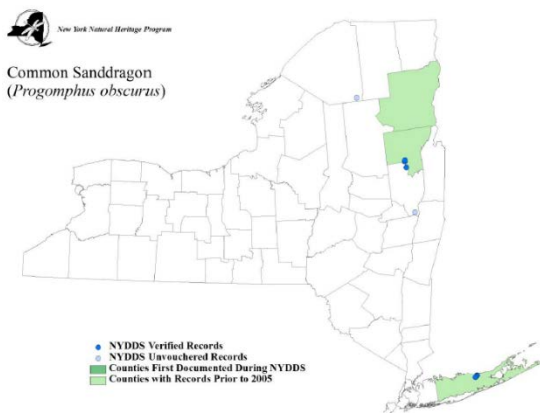 New York Natural Heritage Program
Common Sanddragon
(Progomphus obscurus)
NYDDS Verified Records
NYDDS Unvouchered Records
Counties First Documented During NYDDS
Counties with Records Prior to 2005